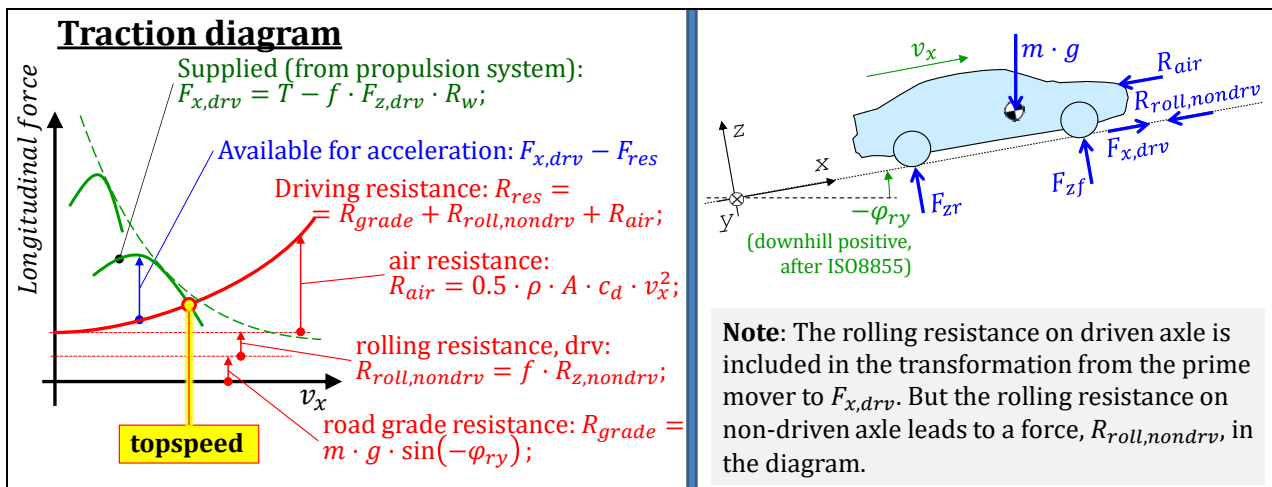 Traction diagram
Supplied (from propulsion system):
F_{x,drv} = T − f · F_{z,drv} · R_w;
Longitudinal force
Available for acceleration: F_{x,drv} − F_{res}
Driving resistance: R_{res} =
= R_{grade} + R_{roll,nondrv} + R_{air};
air resistance:
R_{air} = 0.5 · ρ · A · c_d · v_x^2;
rolling resistance, drv:
R_{roll,nondrv} = f · R_{z,nondrv};
v_x
road grade resistance: R_{grade} =
m · g · sin(−φ_{ry});
topspeed
v_x
m · g
R_{air}
R_{roll,nondrv}
F_{x,drv}
F_{zf}
F_{zr}
z
x
y
−φ_{ry}
(downhill positive,
after ISO8855)
Note: The rolling resistance on driven axle is
included in the transformation from the prime
mover to F_{x,drv}. But the rolling resistance on
non-driven axle leads to a force, R_{roll,nondrv}, in
the diagram.